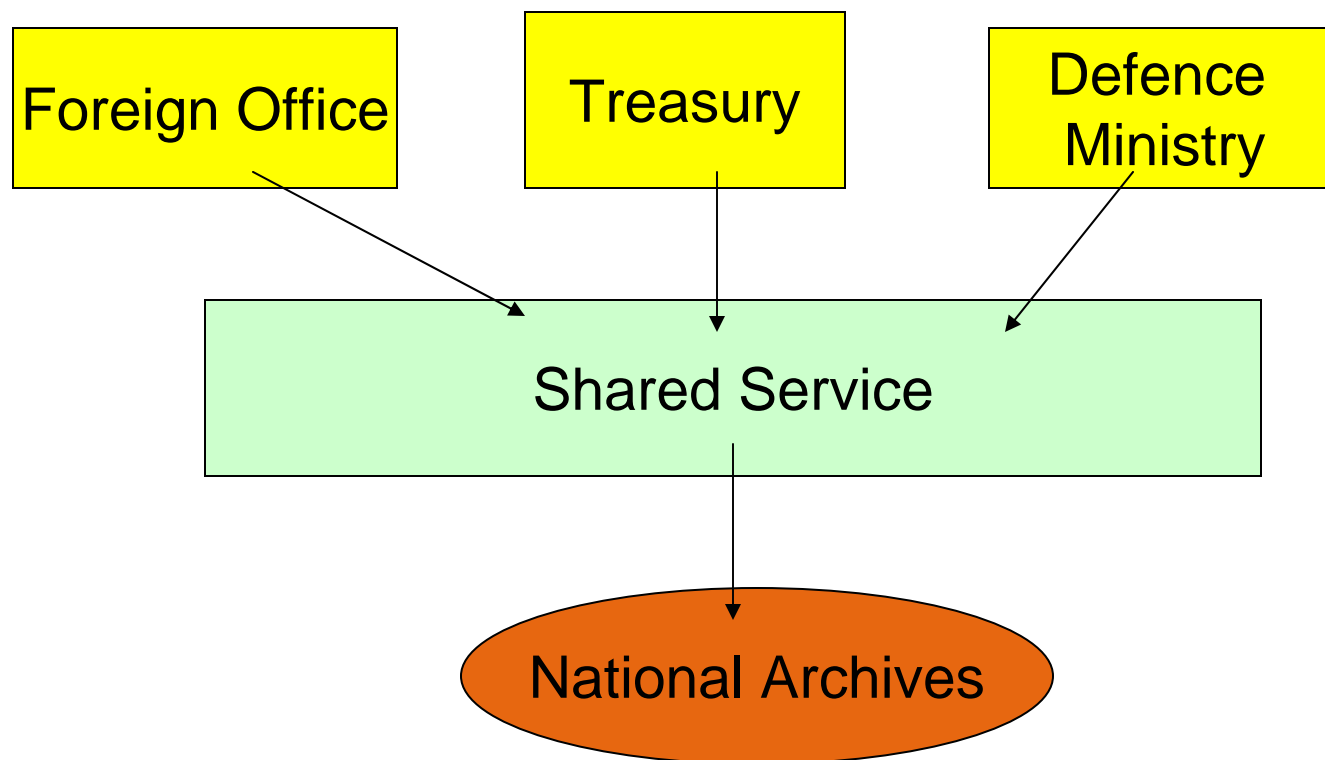 Foreign Office
Treasury
Defence
Ministry
Shared Service
National Archives